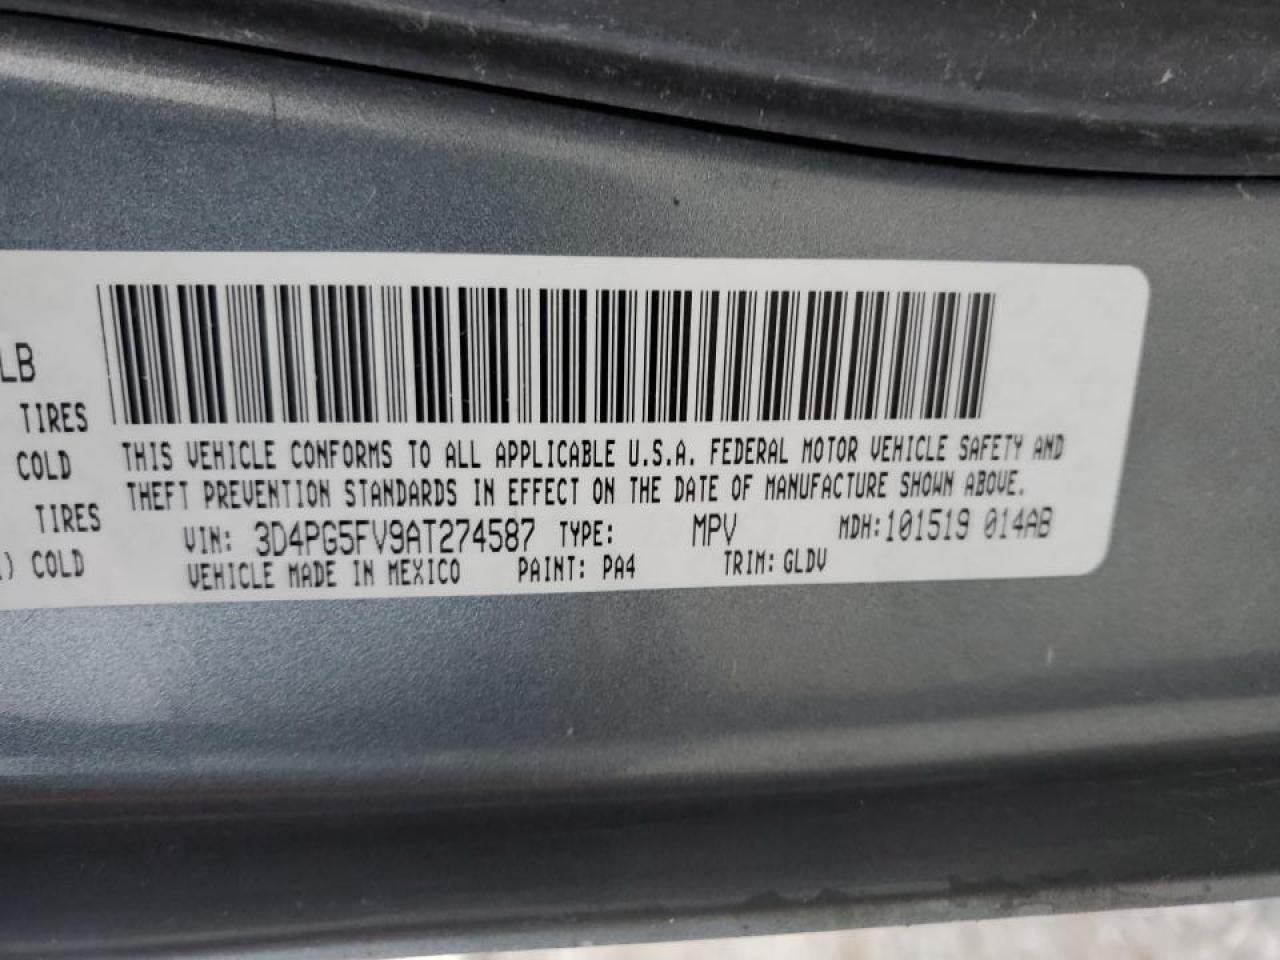 LB
TIRES
COLD
TIRES
) COLD
THIS VEHICLE CONFORMS TO ALL APPLICABLE U.S.A. FEDERAL MOTOR VEHICLE SAFETY AND
THEFT PREVENTION STANDARDS IN EFFECT ON THE DATE OF MANUFACTURE SHOWN ABOVE.
VIN: 3D4PG5FV9AT274587 TYPE: MPV MDH:101519 014AB
VEHICLE MADE IN MEXICO PAINT: PA4 TRIM: GLDV